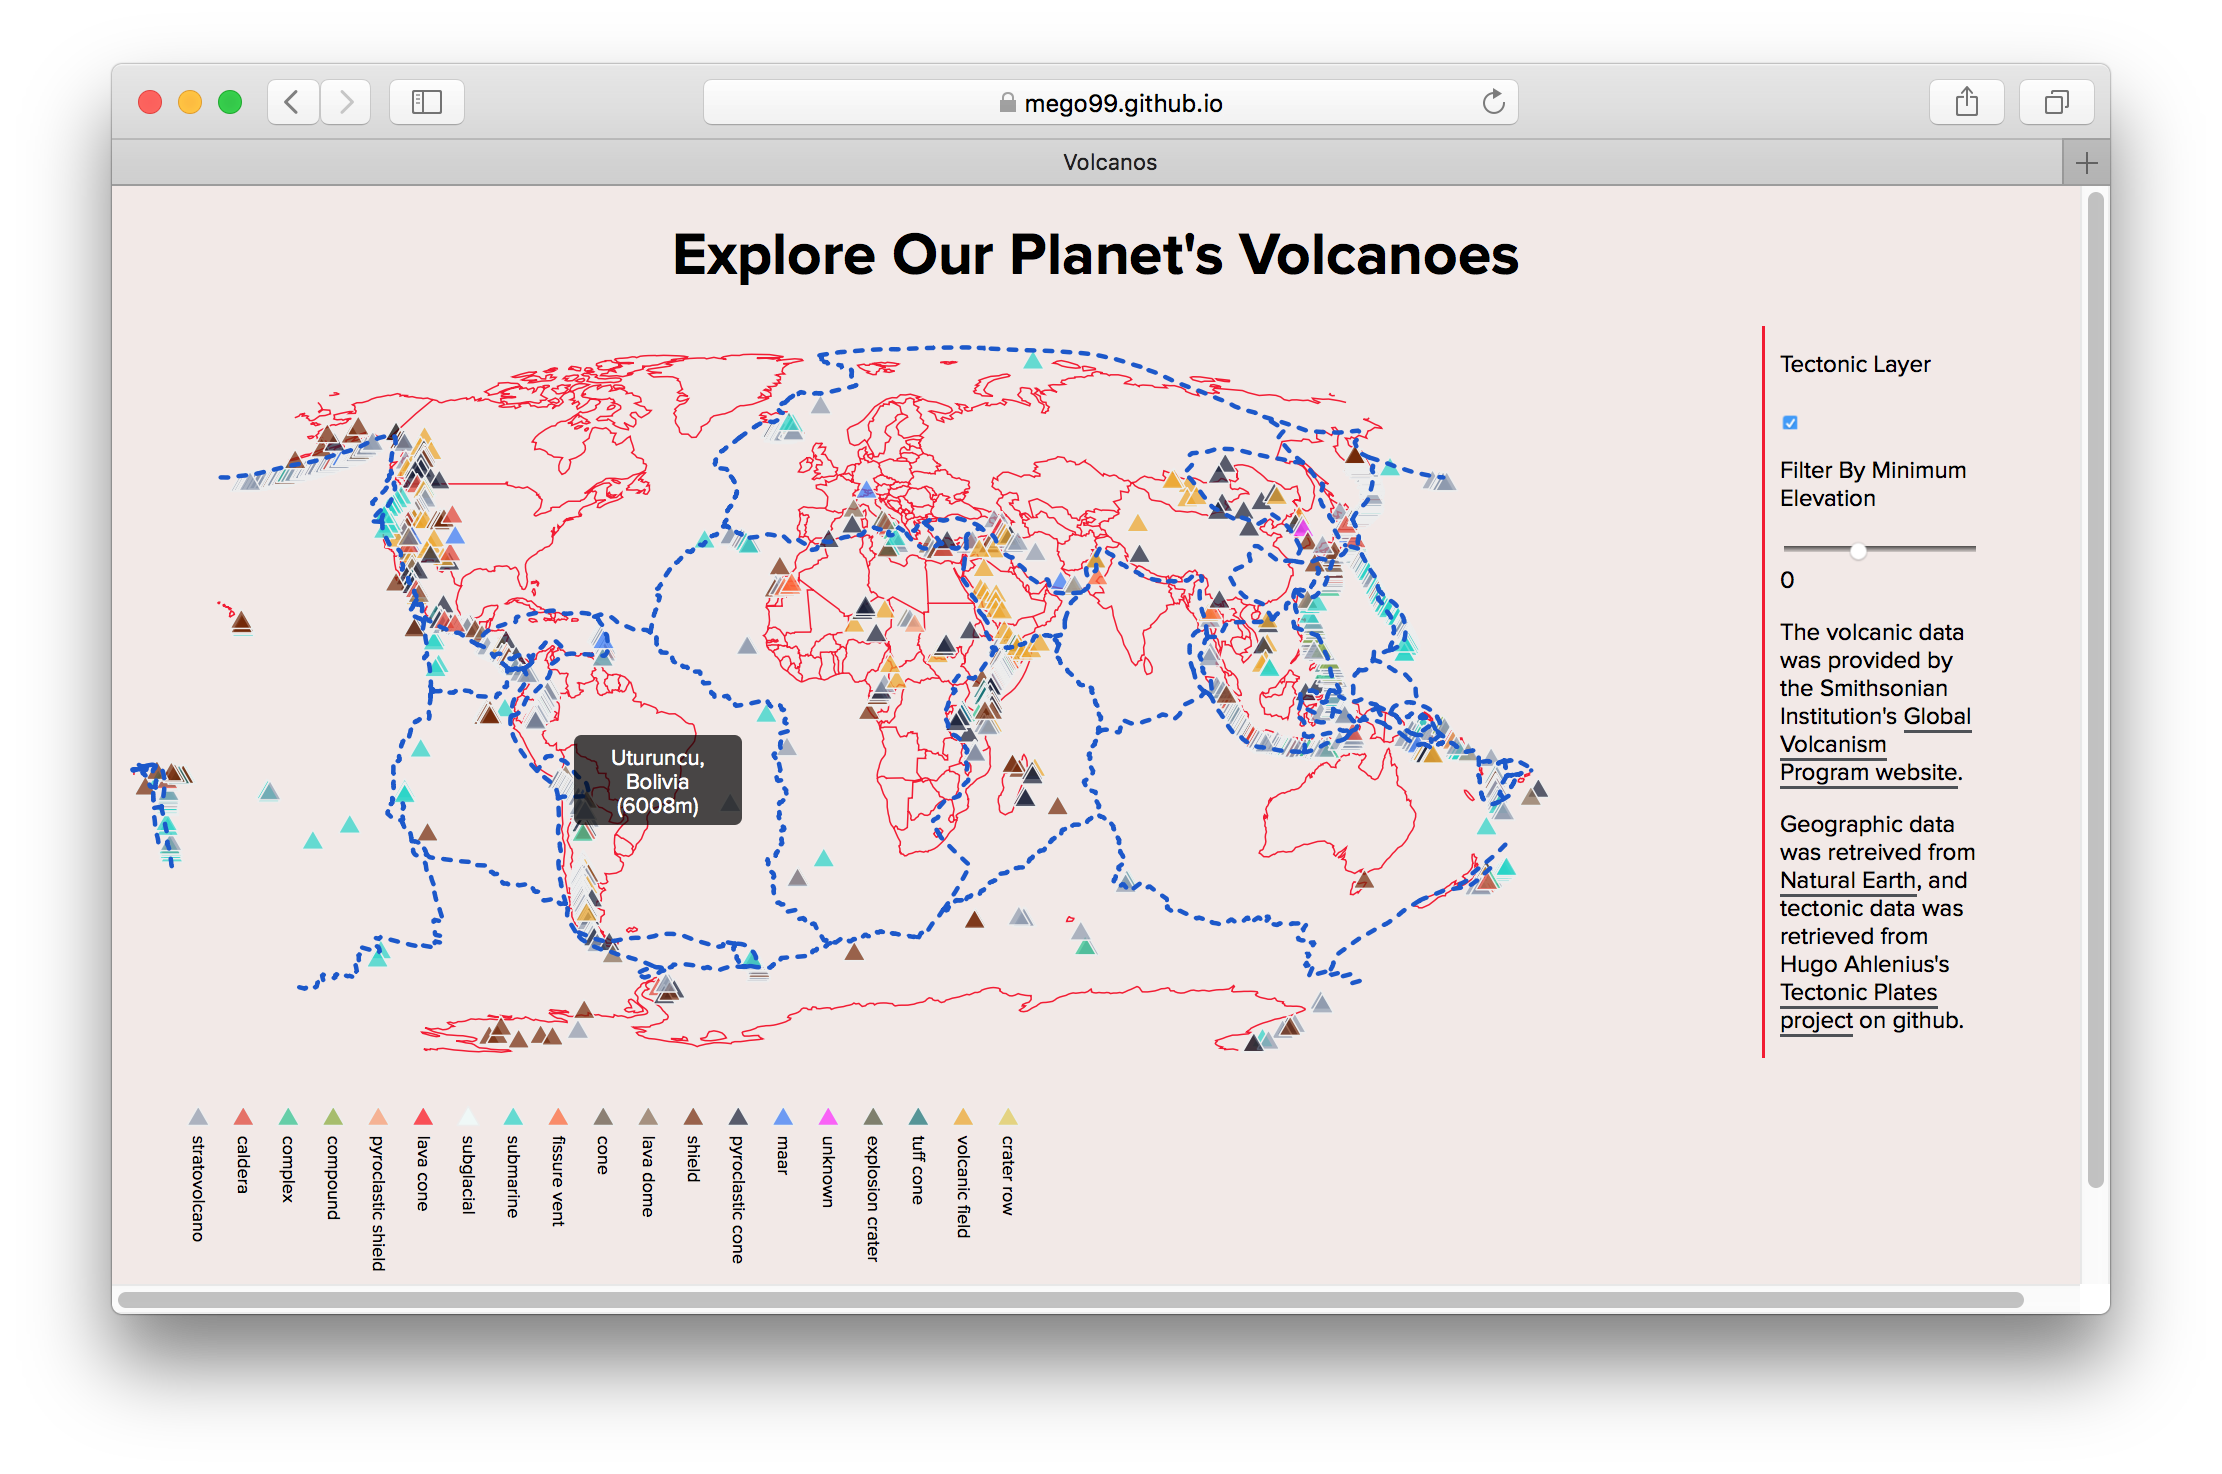 mego99.github.io
Volcanos
Explore Our Planet's Volcanoes
Tectonic Layer
Filter By Minimum
Elevation
0
The volcanic data
was provided by
the Smithsonian
Institution's Global
Volcanism
Program website.
Geographic data
was retreived from
Natural Earth, and
tectonic data was
retrieved from
Hugo Ahlenius's
Tectonic Plates
project on github.
Uturuncu,
Bolivia
(6008m)
stratovolcano
caldera
complex
compound
pyroclastic shield
lava cone
subglacial
submarine
fissure vent
cone
lava dome
shield
pyroclastic cone
maar
unknown
explosion crater
tuff cone
volcanic field
crater row